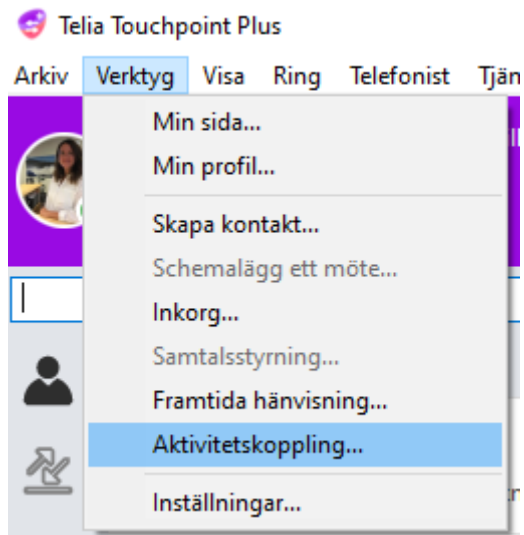 Telia Touchpoint Plus
Arkiv Verktyg Visa Ring Telefonist
Min sida...
Min profil...
Skapa kontakt...
Schemalägg ett möte...
Inkorg...
Samtalsstyrning...
Framtida hänvisning...
Aktivitetskoppling...
Inställningar...